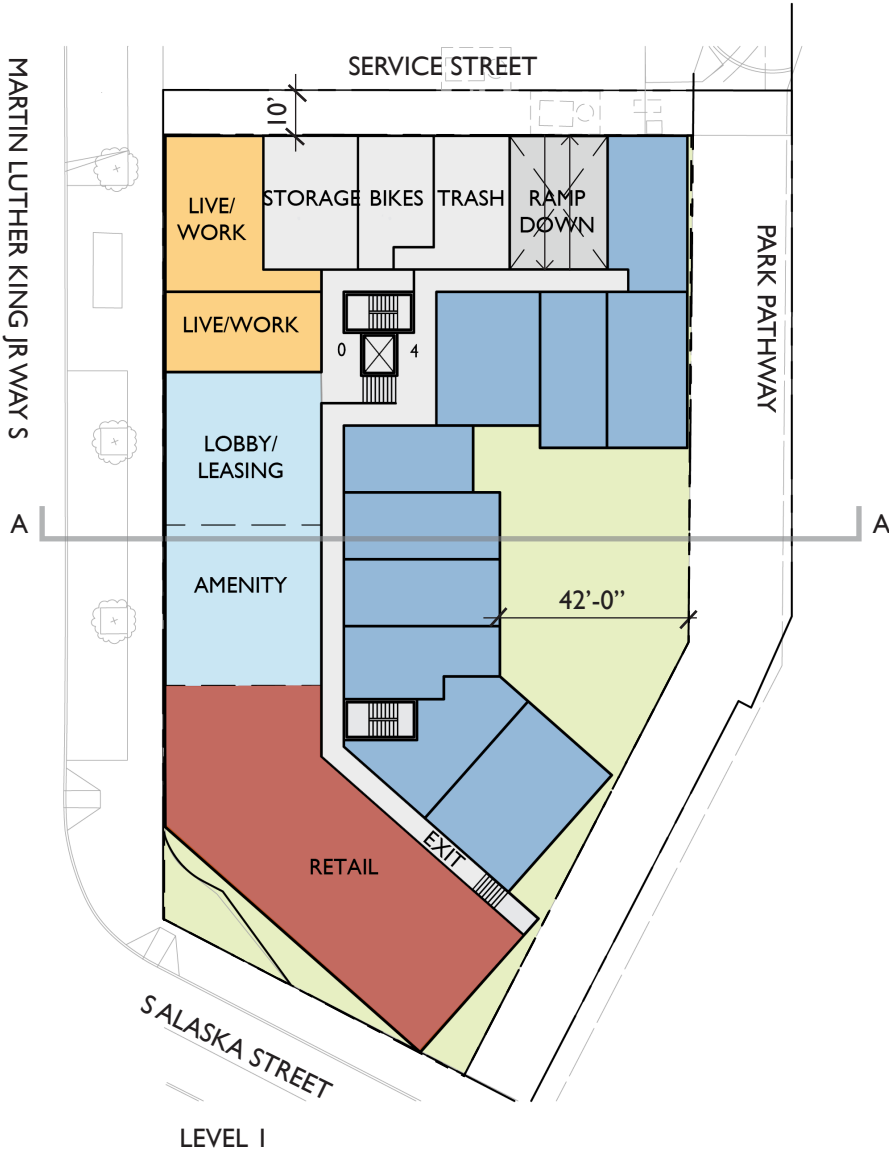 SERVICE STREET
10'
MARTIN LUTHER KING JR WAY S
LIVE/
WORK
STORAGE
BIKES
TRASH
RAMP
DOWN
PARK PATHWAY
LIVE/WORK
0
4
LOBBY/
LEASING
A
A
AMENITY
42'-0”
RETAIL
EXIT
S ALASKA STREET
LEVEL 1